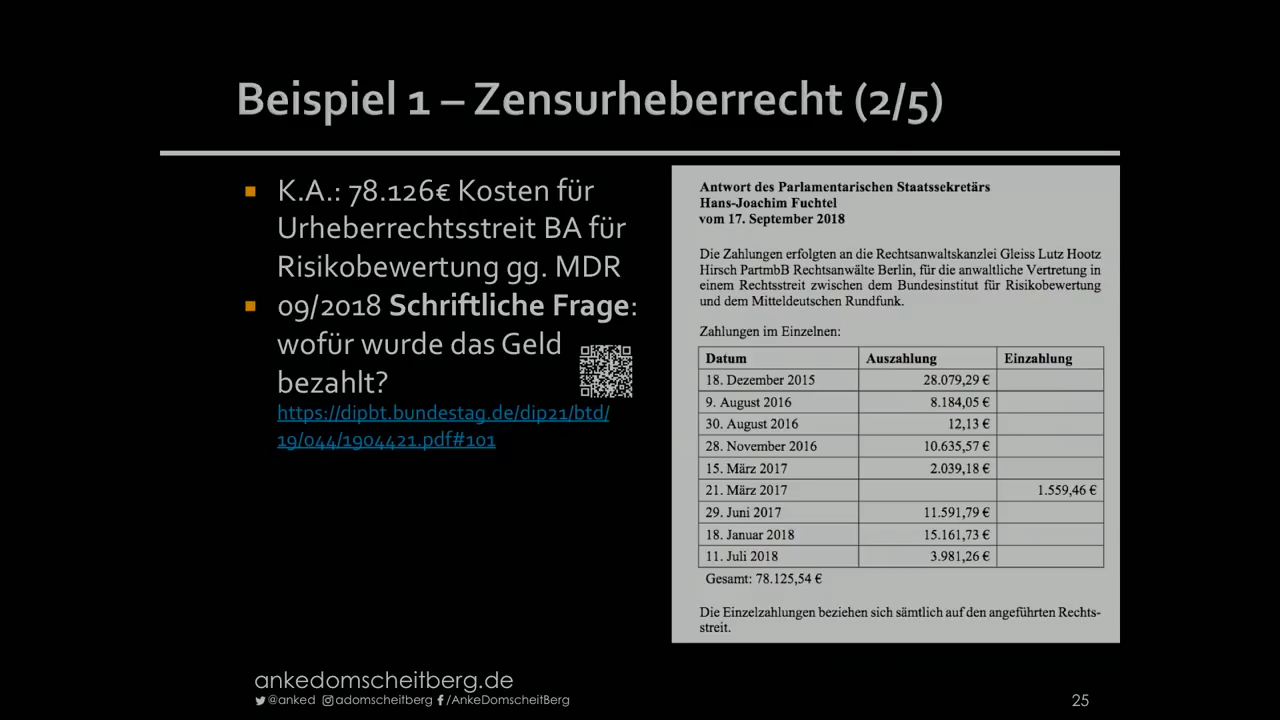 Beispiel 1 – Zensurheberrecht (2/5)
K.A.: 78.126€ Kosten für
Urheberrechtsstreit BA für
Risikobewertung gg. MDR
09/2018 Schriftliche Frage:
wofür wurde das Geld
bezahlt?
https://dipbt.bundestag.de/dip21/btd/
19/044/1904421.pdf#101
Antwort des Parlamentarischen Staatssekretärs
Hans-Joachim Fuchtel
vom 17. September 2018
Die Zahlungen erfolgten an die Rechtsanwaltskanzlei Gleiss Lutz Hootz
Hirsch PartmbB Rechtsanwälte Berlin, für die anwaltliche Vertretung in
einem Rechtsstreit zwischen dem Bundesinstitut für Risikobewertung
und dem Mitteldeutschen Rundfunk.
Zahlungen im Einzelnen:
Datum Auszahlung Einzahlung
18. Dezember 2015 28.079,29 €
9. August 2016 8.184,05 €
30. August 2016 12,13 €
28. November 2016 10.635,57 €
15. März 2017 2.039,18 €
21. März 2017 1.559,46 €
29. Juni 2017 11.591,79 €
18. Januar 2018 15.161,73 €
11. Juli 2018 3.981,26 €
Gesamt: 78.125,54 €
Die Einzelzahlungen beziehen sich sämtlich auf den angeführten Rechts-
streit.
ankedomscheitberg.de
@anked adomscheitberg /AnkeDomscheitBerg
25